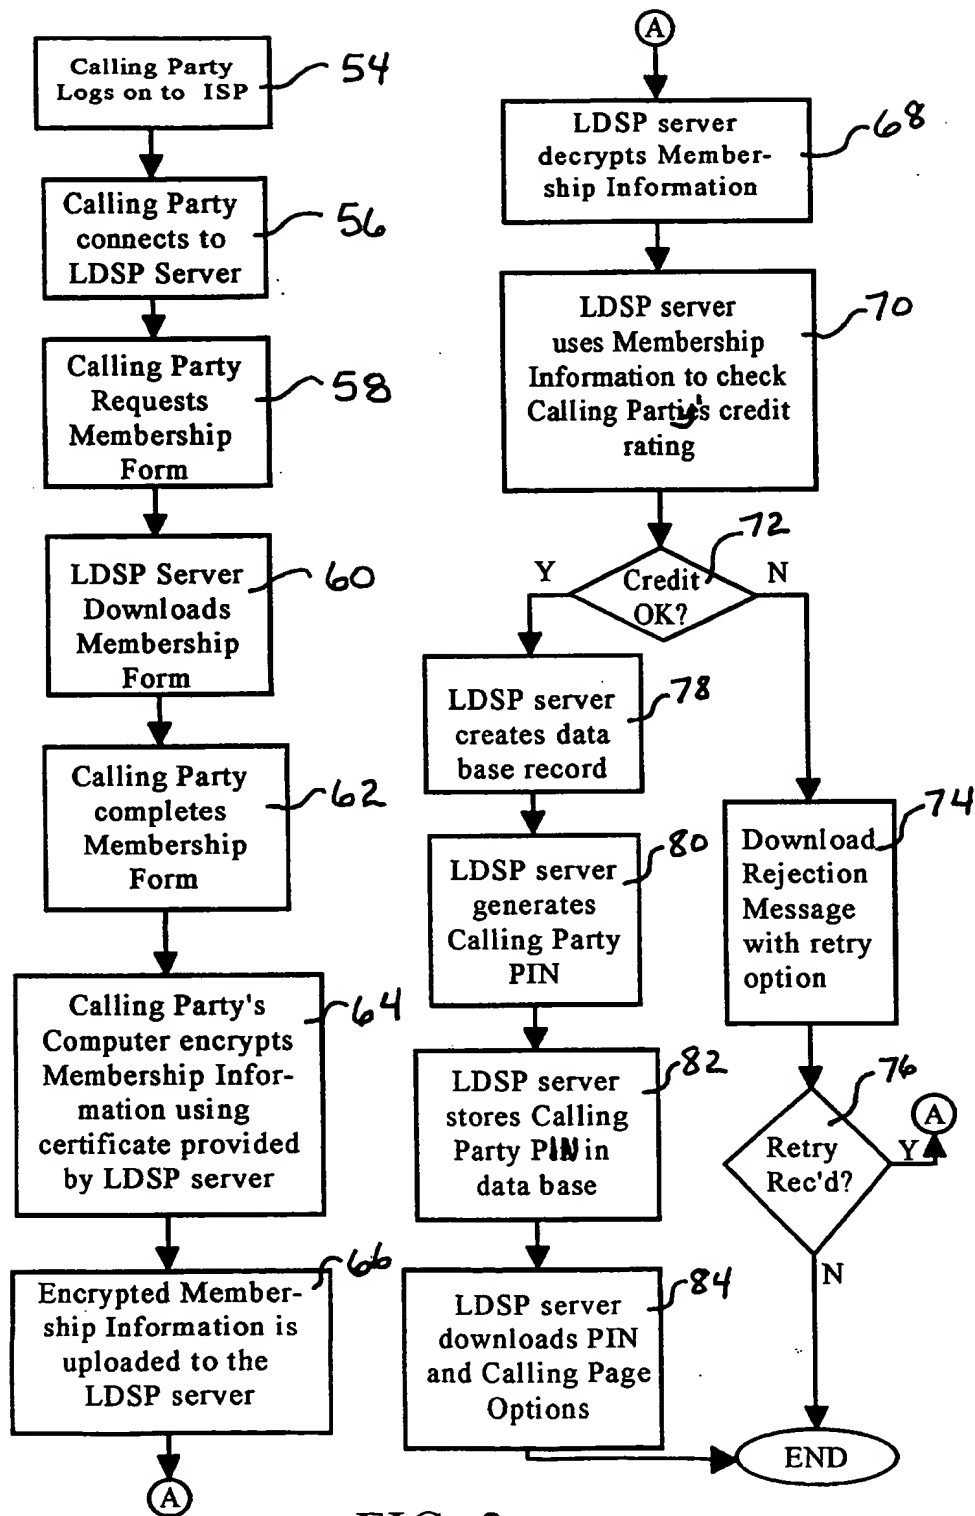 Calling Party
Logs on to ISP
54
Calling Party
connects to
LDSP Server
56
Calling Party
Requests
Membership
Form
58
LDSP Server
Downloads
Membership
Form
60
Calling Party
completes
Membership
Form
62
Calling Party's
Computer encrypts
Membership Infor-
mation using
certificate provided
by LDSP server
64
Encrypted Member-
ship Information is
uploaded to the
LDSP server
66
A
A
LDSP server
decrypts Member-
ship Information
68
LDSP server
uses Membership
Information to check
Calling Party's credit
rating
70
Credit
OK?
72
Y
N
LDSP server
creates data
base record
78
LDSP server
generates
Calling Party
PIN
80
LDSP server
stores Calling
Party PIN in
data base
82
LDSP server
downloads PIN
and Calling Page
Options
84
Download
Rejection
Message
with retry
option
74
Retry
Rec'd?
76
Y
A
N
END